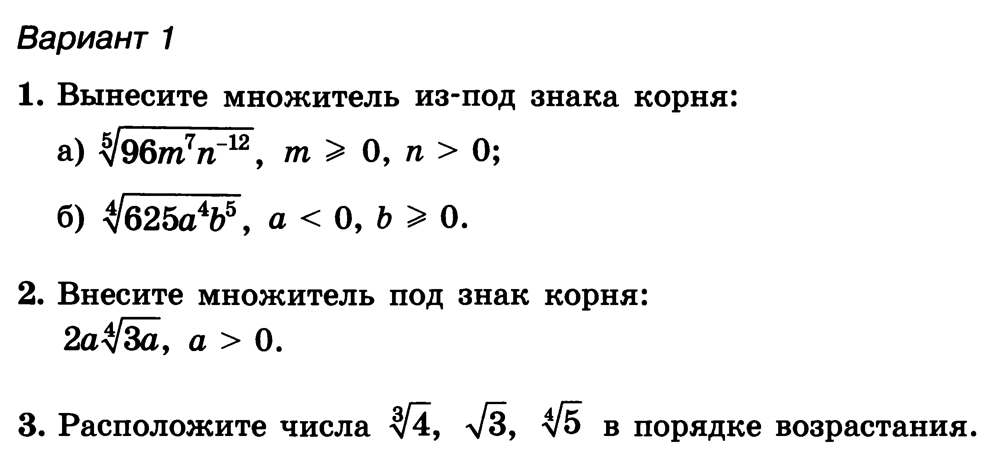 Вариант 1
1. Вынесите множитель из-под знака корня:
а) $\sqrt[5]{96m^7n^{-12}}$, $m \geqslant 0$, $n > 0$;
б) $\sqrt[4]{625a^4b^5}$, $a < 0$, $b \geqslant 0$.
2. Внесите множитель под знак корня:
$2a\sqrt[4]{3a}$, $a > 0$.
3. Расположите числа $\sqrt[3]{4}$, $\sqrt{3}$, $\sqrt[4]{5}$ в порядке возрастания.